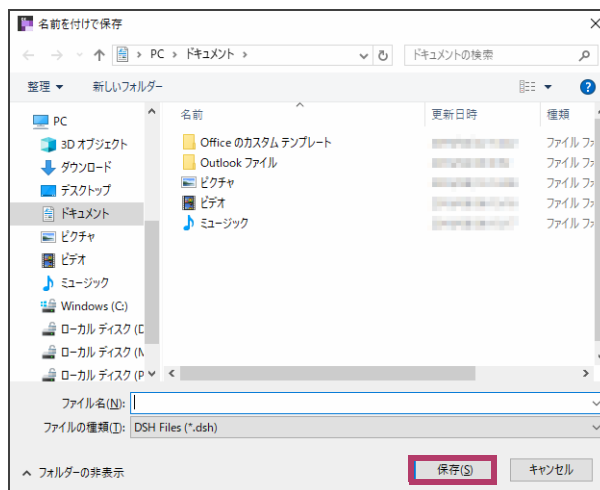 名前を付けて保存
PC › ドキュメント ›
ドキュメントの検索
整理
新しいフォルダー
PC
3D オブジェクト
ダウンロード
デスクトップ
ドキュメント
ピクチャ
ビデオ
ミュージック
Windows (C:)
ローカル ディスク (D
ローカル ディスク (M
ローカル ディスク (P
名前 更新日時 種類
Office のカスタム テンプレート ファイル フォ
Outlook ファイル ファイル フォ
ピクチャ ファイル フォ
ビデオ ファイル フォ
ミュージック ファイル フォ
ファイル名(N):
ファイルの種類(T): DSH Files (*.dsh)
フォルダーの非表示
保存(S)
キャンセル